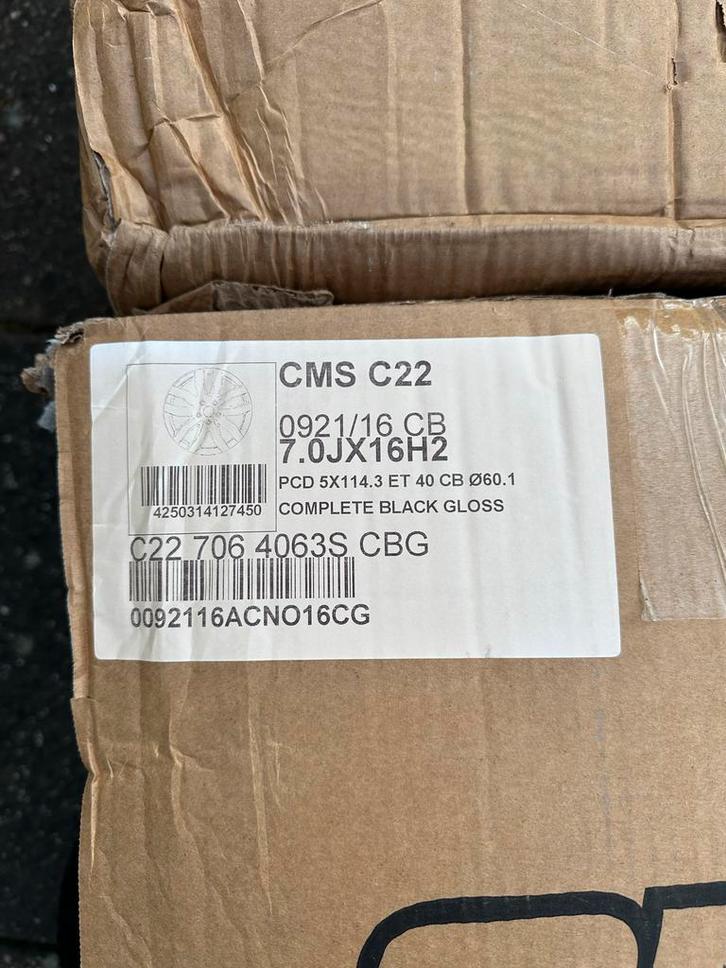 CMS C22
0921/16 CB
7.0JX16H2
PCD 5X114.3 ET 40 CB Ø60.1
4250314127450
COMPLETE BLACK GLOSS
C22 706 4063S CBG
0092116ACNO16CG